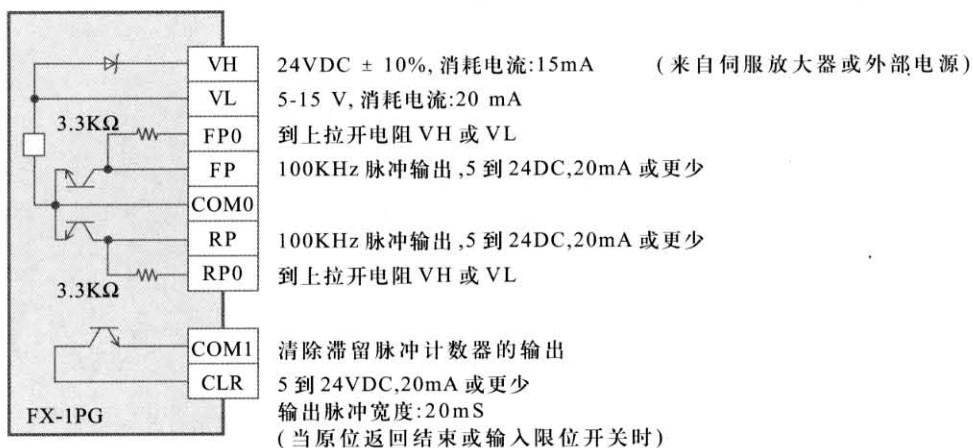 VH 24VDC ± 10%,消耗电流:15mA (来自伺服放大器或外部电源)
VL 5-15 V,消耗电流:20 mA
3.3KΩ
FP0 到上拉开电阻 VH 或 VL
FP 100KHz 脉冲输出,5 到 24DC,20mA 或更少
COM0
RP 100KHz 脉冲输出,5 到 24DC,20mA 或更少
RP0 到上拉开电阻 VH 或 VL
3.3KΩ
COM1 清除滞留脉冲计数器的输出
CLR 5 到 24VDC,20mA 或更少
FX-1PG 输出脉冲宽度:20mS
(当原位返回结束或输入限位开关时)